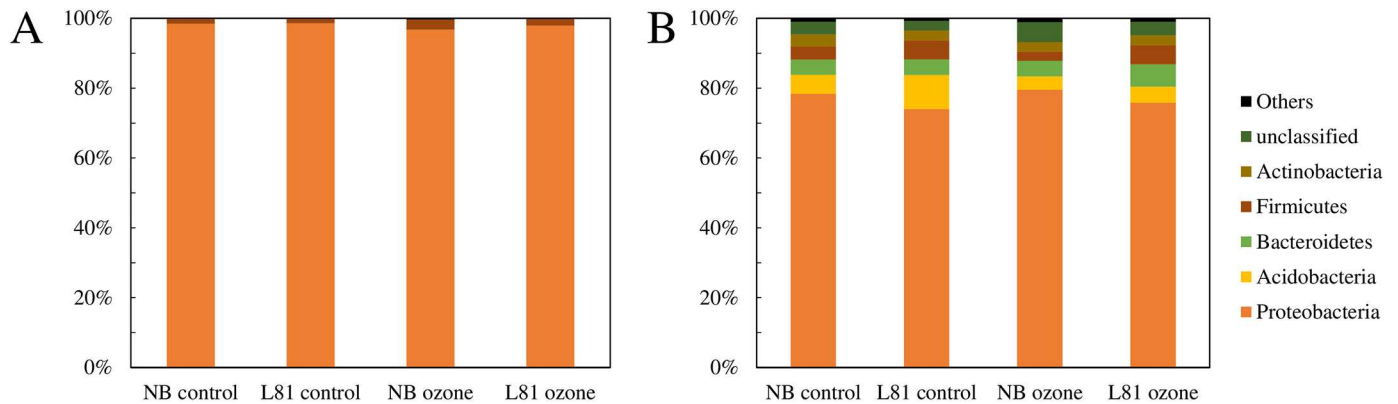 A
100%
80%
60%
40%
20%
0%
NB control L81 control NB ozone L81 ozone
B
100%
80%
60%
40%
20%
0%
NB control L81 control NB ozone L81 ozone
Others
unclassified
Actinobacteria
Firmicutes
Bacteroidetes
Acidobacteria
Proteobacteria